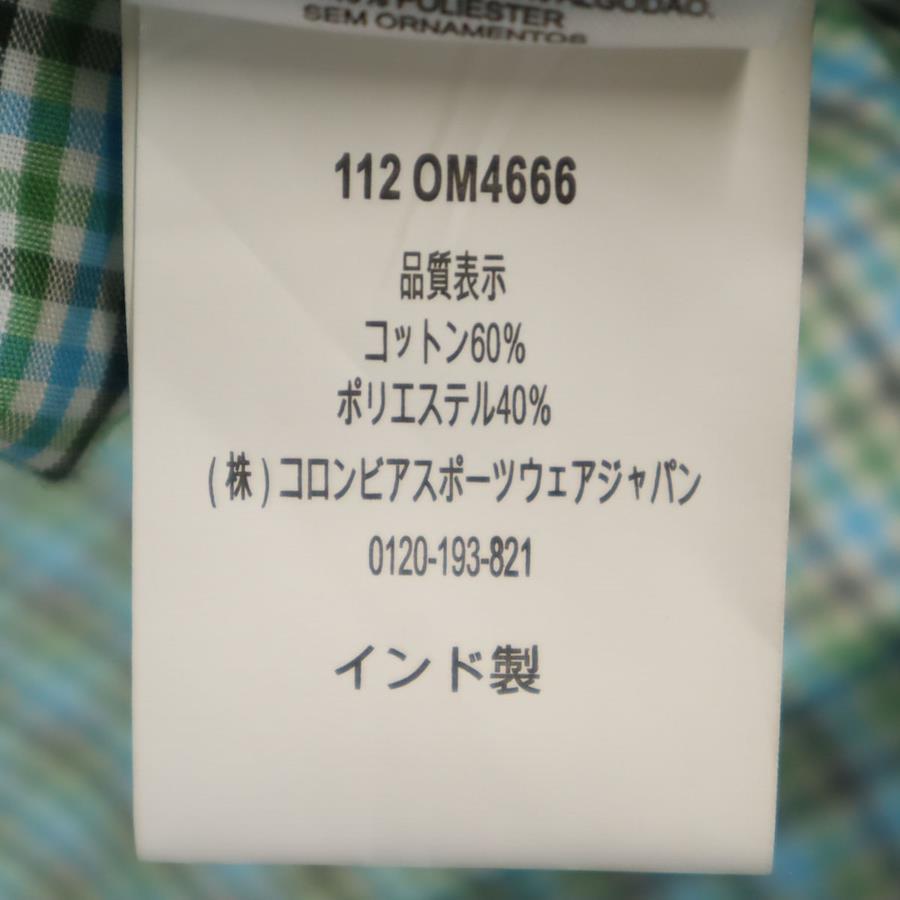 POLIESTER ALGODÃO.
SEM ORNAMENTOS
112 OM4666
品質表示
コットン60%
ポリエステル40%
(株)コロンビアスポーツウェアジャパン
0120-193-821
インド製